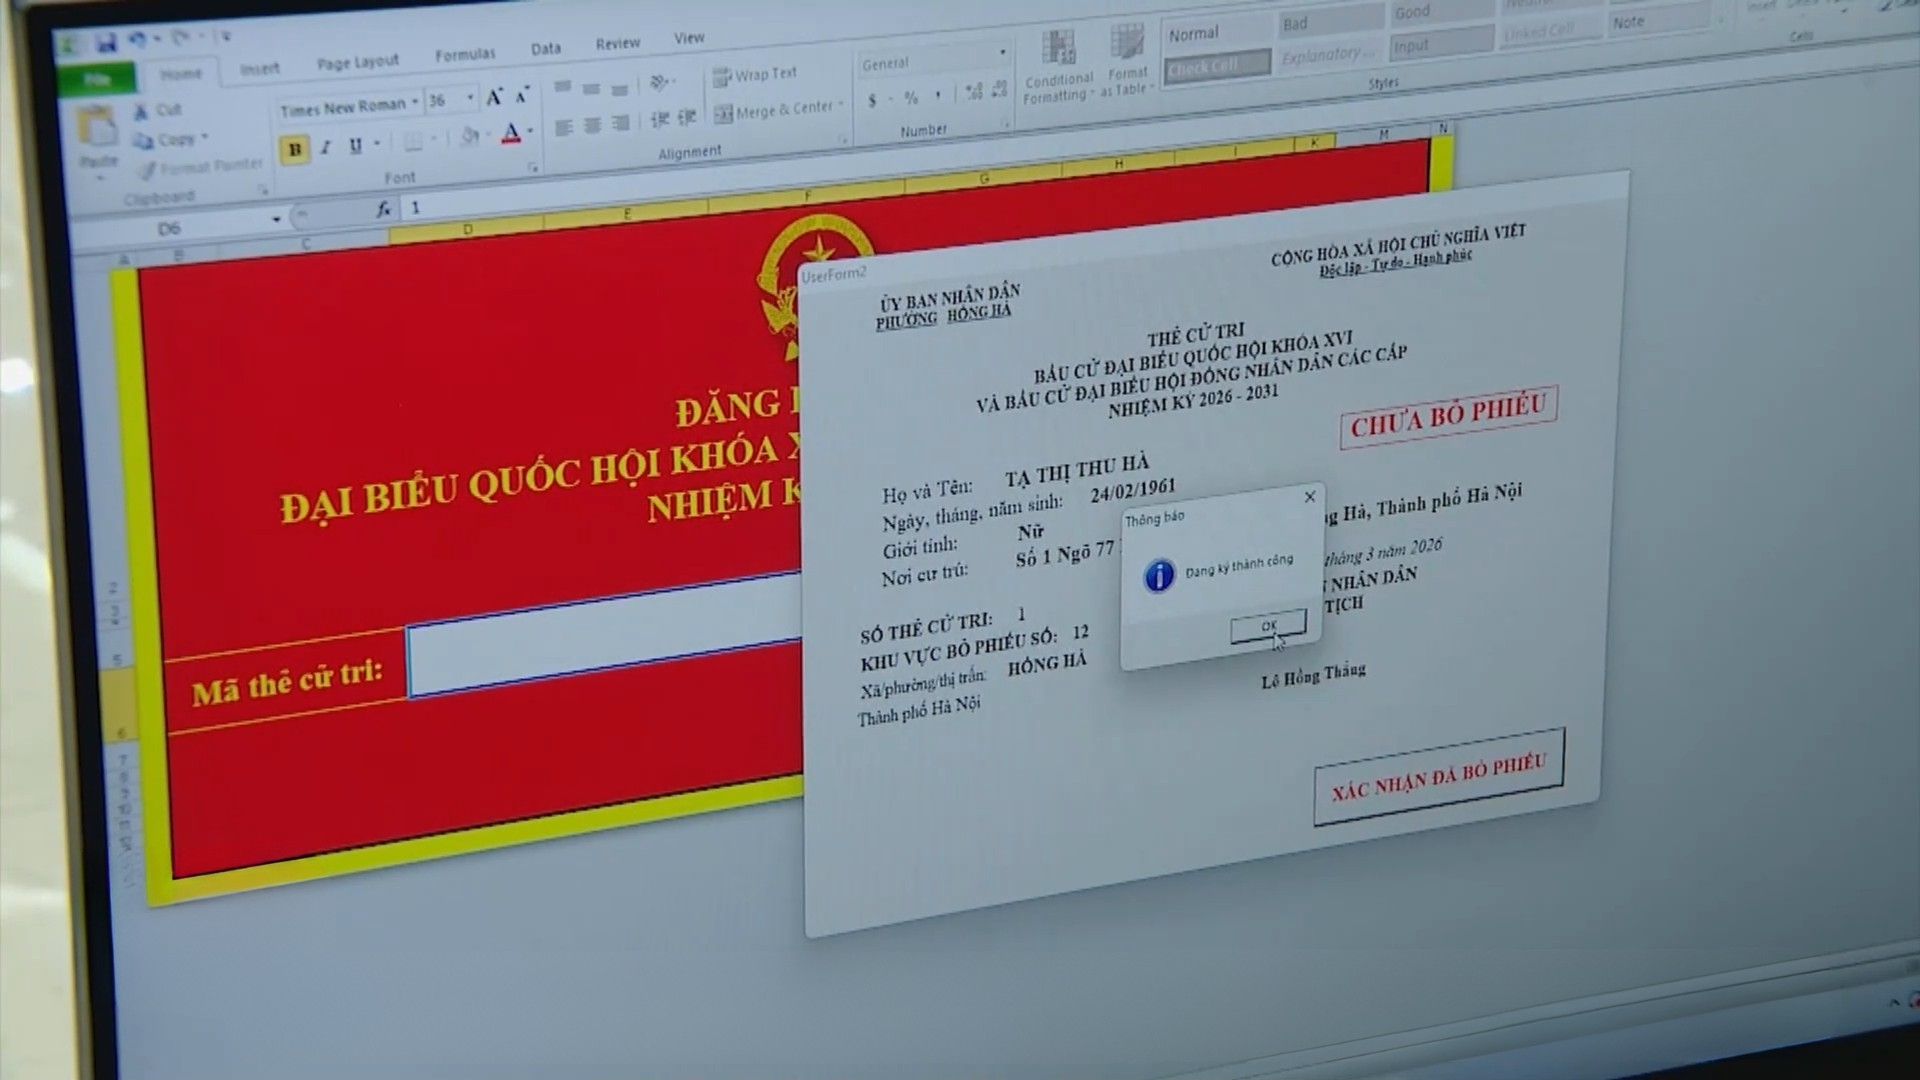 File Home Insert Page Layout Formulas Data Review View
Cut
Copy
Format Painter
Paste
Clipboard
Times New Roman 36
B I U
Font
Wrap Text
Merge & Center
Alignment
General
$ %
Number
Conditional Formatting
Format as Table
Normal Bad Good
Check Cell Explanatory ... Input Linked Cell Note
Styles
Cells
D6 fx 1
A B C D E F G H I K M N
ĐĂNG
ĐẠI BIỂU QUỐC HỘI KHÓA X
NHIỆM K
Mã thẻ cử tri:
5
6
7
UserForm2
ỦY BAN NHÂN DÂN
PHƯỜNG HỒNG HÀ
CỘNG HÒA XÃ HỘI CHỦ NGHĨA VIỆT
Độc lập - Tự do - Hạnh phúc
THẺ CỬ TRI
BẦU CỬ ĐẠI BIỂU QUỐC HỘI KHÓA XVI
VÀ BẦU CỬ ĐẠI BIỂU HỘI ĐỒNG NHÂN DÂN CÁC CẤP
NHIỆM KỲ 2026 - 2031
CHƯA BỎ PHIẾU
Họ và Tên: TẠ THỊ THU HÀ
Ngày, tháng, năm sinh: 24/02/1961
Giới tính: Nữ
Nơi cư trú: Số 1 Ngõ 77
g Hà, Thành phố Hà Nội
tháng 3 năm 2026
NHÂN DÂN
TỊCH
Thông báo
Đăng ký thành công
OK
SỐ THẺ CỬ TRI: 1
KHU VỰC BỎ PHIẾU SỐ: 12
Xã/phường/thị trấn: HỒNG HÀ
Thành phố Hà Nội
Lê Hồng Thắng
XÁC NHẬN ĐÃ BỎ PHIẾU